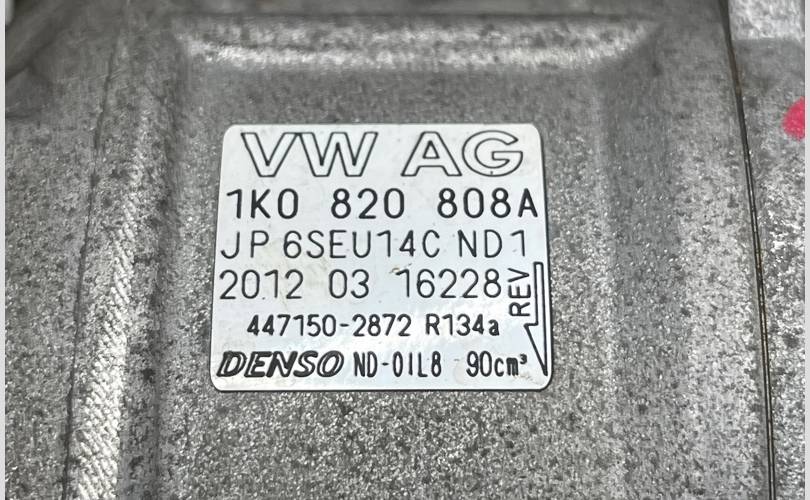 VW AG
1K0 820 808A
JP 6SEU14C ND1
2012 03 16228
REV
447150-2872 R134a
DENSO ND-OIL8 90cm³